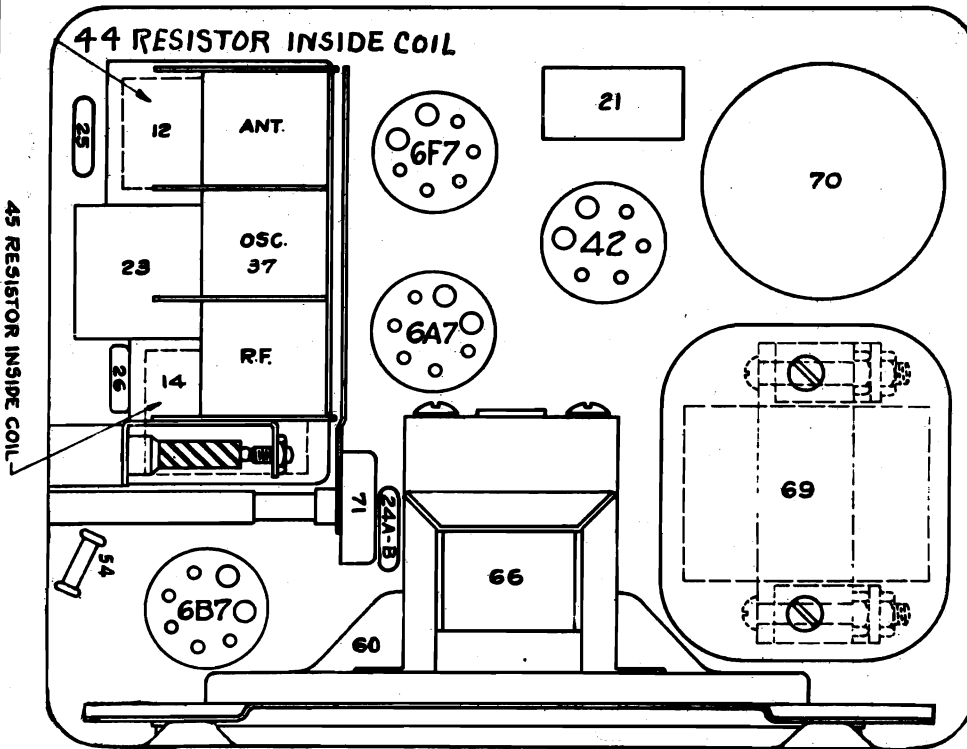 44 RESISTOR INSIDE COIL
25
12
ANT.
6F7
21
70
42
45 RESISTOR INSIDE COIL
23
OSC.
37
6A7
26
14
R.F.
71
24A-B
69
54
6B7
66
60